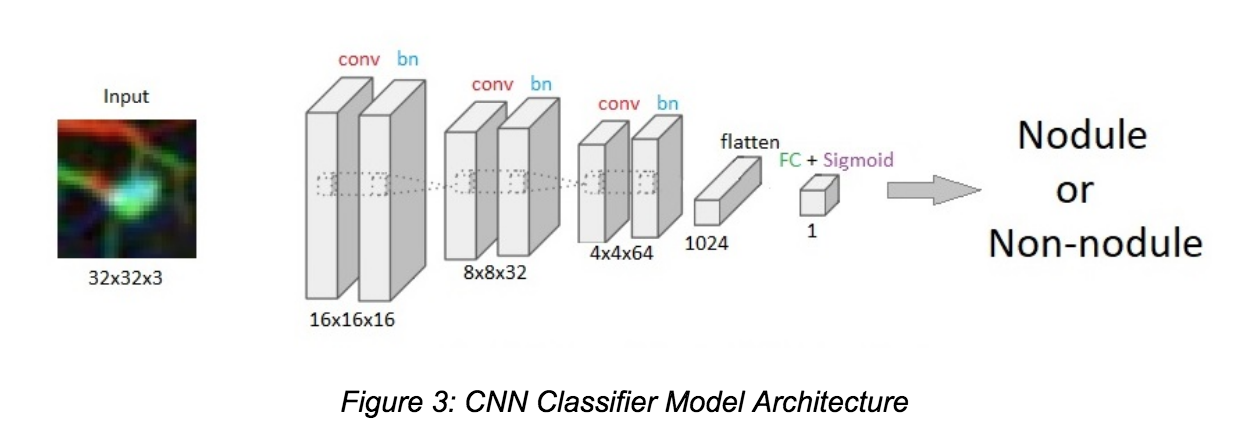 Input
32x32x3
conv bn
16x16x16
conv bn
8x8x32
conv bn
4x4x64
flatten
1024
FC + Sigmoid
1
Nodule
or
Non-nodule
Figure 3: CNN Classifier Model Architecture